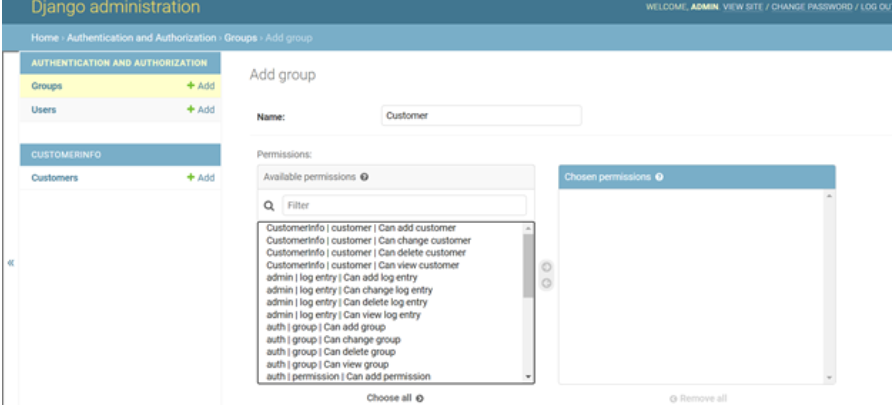 Django administration
WELCOME, ADMIN. VIEW SITE / CHANGE PASSWORD / LOG OU
Home › Authentication and Authorization › Groups › Add group
AUTHENTICATION AND AUTHORIZATION
Groups + Add
Users + Add
CUSTOMERINFO
Customers + Add
«
Add group
Name: Customer
Permissions:
Available permissions
Filter
CustomerInfo | customer | Can add customer
CustomerInfo | customer | Can change customer
CustomerInfo | customer | Can delete customer
CustomerInfo | customer | Can view customer
admin | log entry | Can add log entry
admin | log entry | Can change log entry
admin | log entry | Can delete log entry
admin | log entry | Can view log entry
auth | group | Can add group
auth | group | Can change group
auth | group | Can delete group
auth | group | Can view group
auth | permission | Can add permission
Choose all
Chosen permissions
Remove all